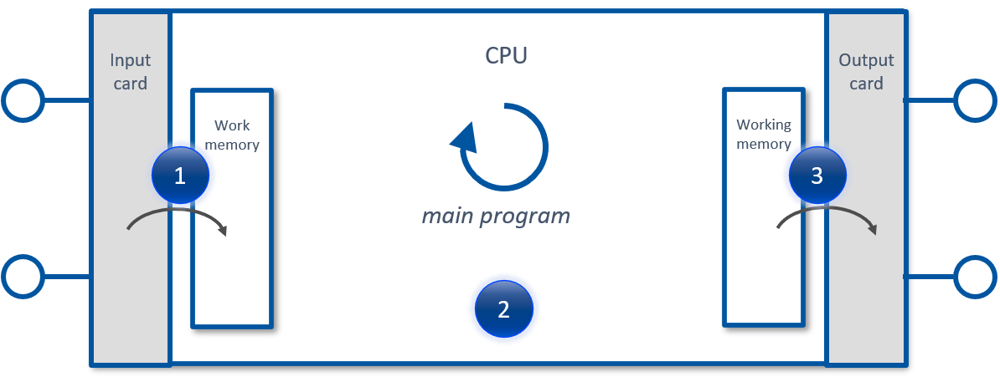 Input
card
CPU
Output
card
Work
memory
Working
memory
1
3
main program
2